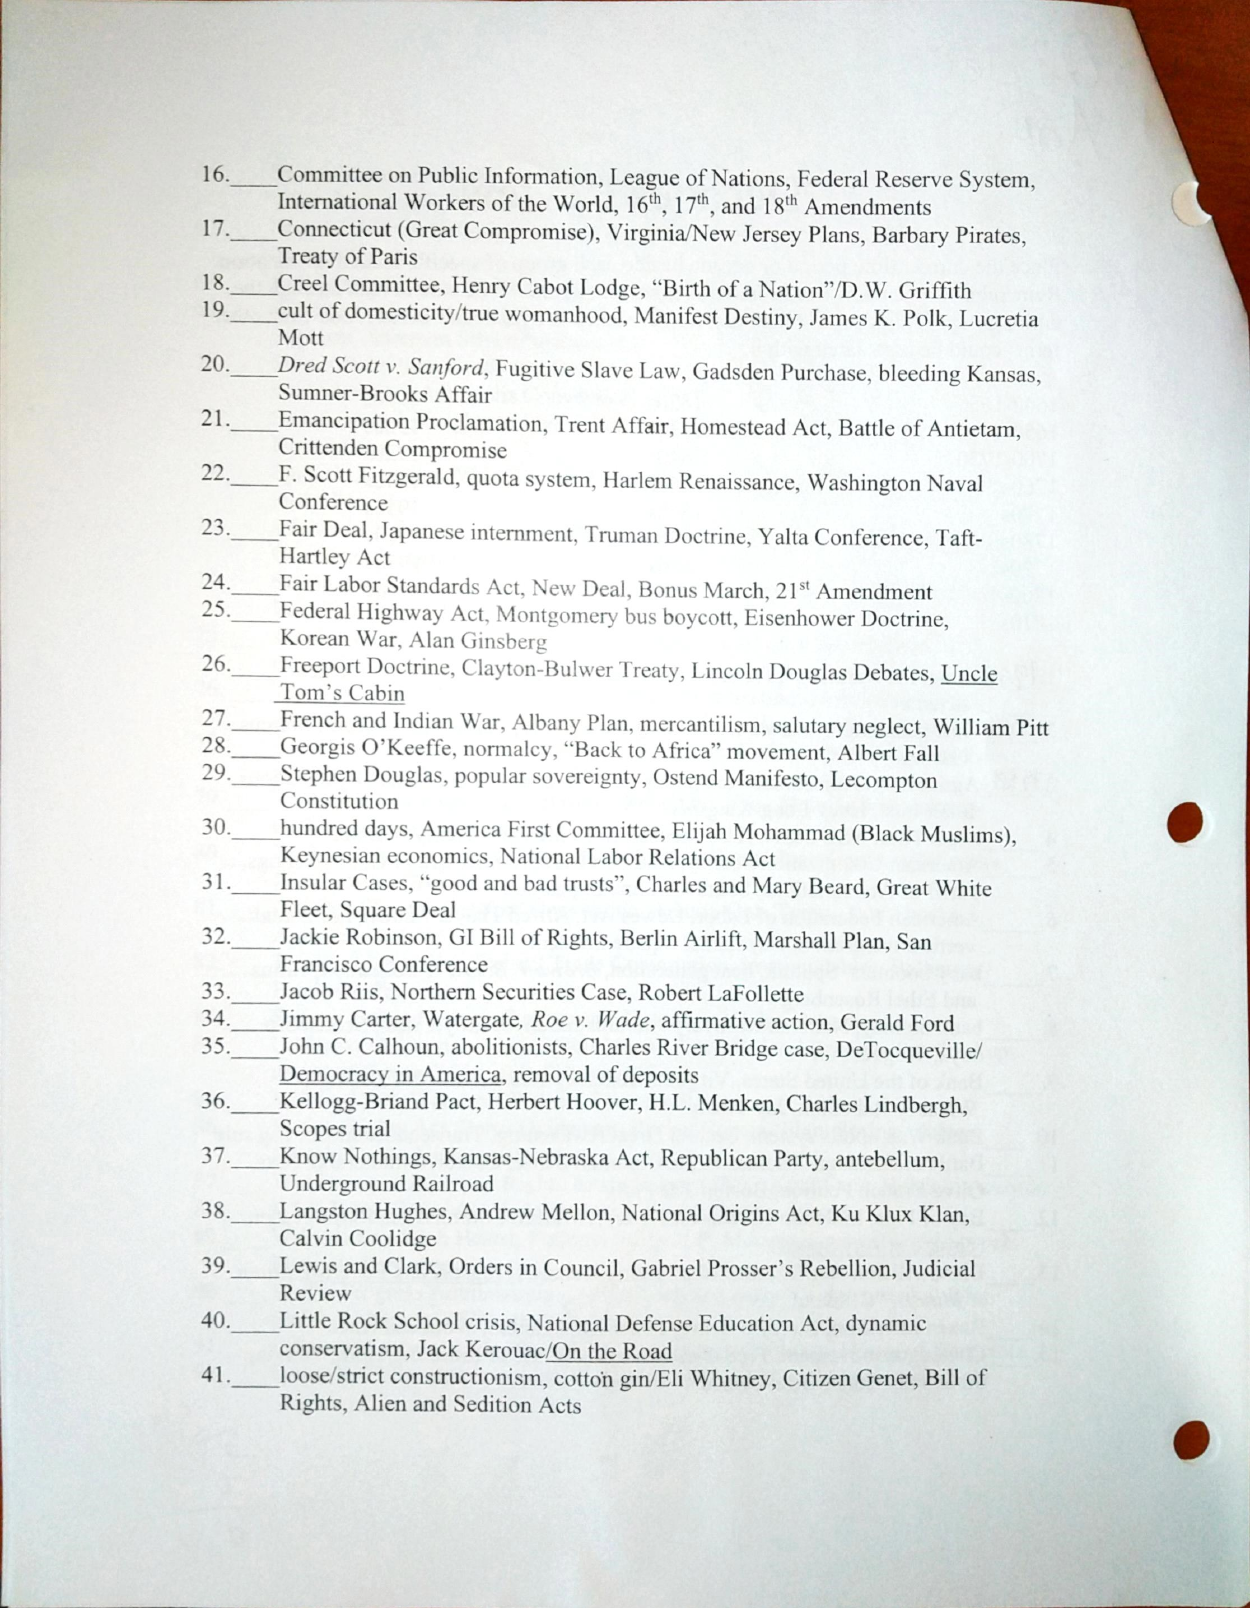 16.____Committee on Public Information, League of Nations, Federal Reserve System,
International Workers of the World, 16th, 17th, and 18th Amendments
17.____Connecticut (Great Compromise), Virginia/New Jersey Plans, Barbary Pirates,
Treaty of Paris
18.____Creel Committee, Henry Cabot Lodge, “Birth of a Nation”/D.W. Griffith
19.____cult of domesticity/true womanhood, Manifest Destiny, James K. Polk, Lucretia
Mott
20.____Dred Scott v. Sanford, Fugitive Slave Law, Gadsden Purchase, bleeding Kansas,
Sumner-Brooks Affair
21.____Emancipation Proclamation, Trent Affair, Homestead Act, Battle of Antietam,
Crittenden Compromise
22.____F. Scott Fitzgerald, quota system, Harlem Renaissance, Washington Naval
Conference
23.____Fair Deal, Japanese internment, Truman Doctrine, Yalta Conference, Taft-
Hartley Act
24.____Fair Labor Standards Act, New Deal, Bonus March, 21st Amendment
25.____Federal Highway Act, Montgomery bus boycott, Eisenhower Doctrine,
Korean War, Alan Ginsberg
26.____Freeport Doctrine, Clayton-Bulwer Treaty, Lincoln Douglas Debates, Uncle
Tom’s Cabin
27.____French and Indian War, Albany Plan, mercantilism, salutary neglect, William Pitt
28.____Georgis O’Keeffe, normalcy, “Back to Africa” movement, Albert Fall
29.____Stephen Douglas, popular sovereignty, Ostend Manifesto, Lecompton
Constitution
30.____hundred days, America First Committee, Elijah Mohammad (Black Muslims),
Keynesian economics, National Labor Relations Act
31.____Insular Cases, “good and bad trusts”, Charles and Mary Beard, Great White
Fleet, Square Deal
32.____Jackie Robinson, GI Bill of Rights, Berlin Airlift, Marshall Plan, San
Francisco Conference
33.____Jacob Riis, Northern Securities Case, Robert LaFollette
34.____Jimmy Carter, Watergate, Roe v. Wade, affirmative action, Gerald Ford
35.____John C. Calhoun, abolitionists, Charles River Bridge case, DeTocqueville/
Democracy in America, removal of deposits
36.____Kellogg-Briand Pact, Herbert Hoover, H.L. Menken, Charles Lindbergh,
Scopes trial
37.____Know Nothings, Kansas-Nebraska Act, Republican Party, antebellum,
Underground Railroad
38.____Langston Hughes, Andrew Mellon, National Origins Act, Ku Klux Klan,
Calvin Coolidge
39.____Lewis and Clark, Orders in Council, Gabriel Prosser’s Rebellion, Judicial
Review
40.____Little Rock School crisis, National Defense Education Act, dynamic
conservatism, Jack Kerouac/On the Road
41.____loose/strict constructionism, cotton gin/Eli Whitney, Citizen Genet, Bill of
Rights, Alien and Sedition Acts